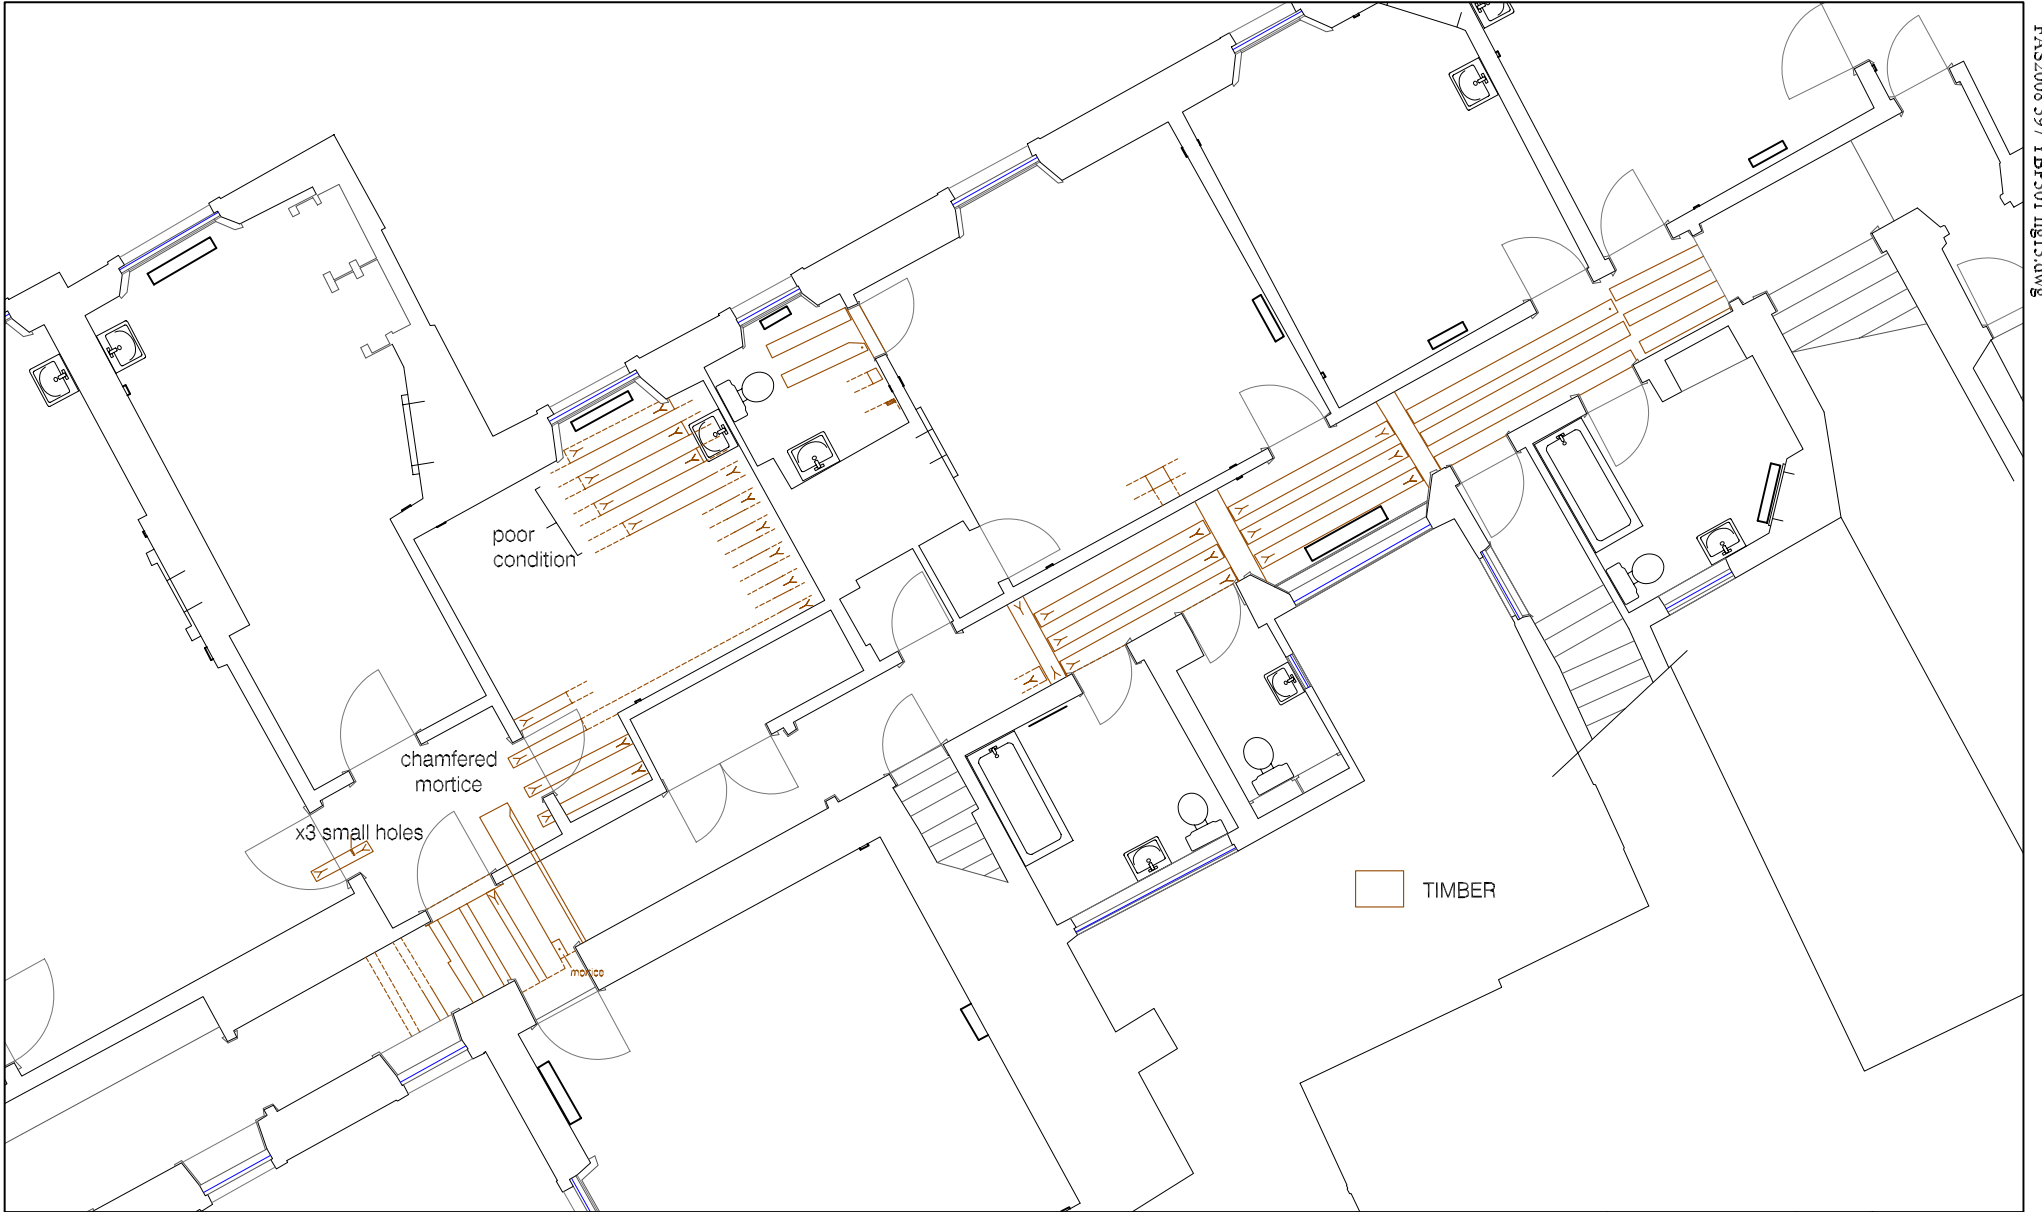 poor
condition
chamfered
mortice
x3 small holes
mortice
TIMBER